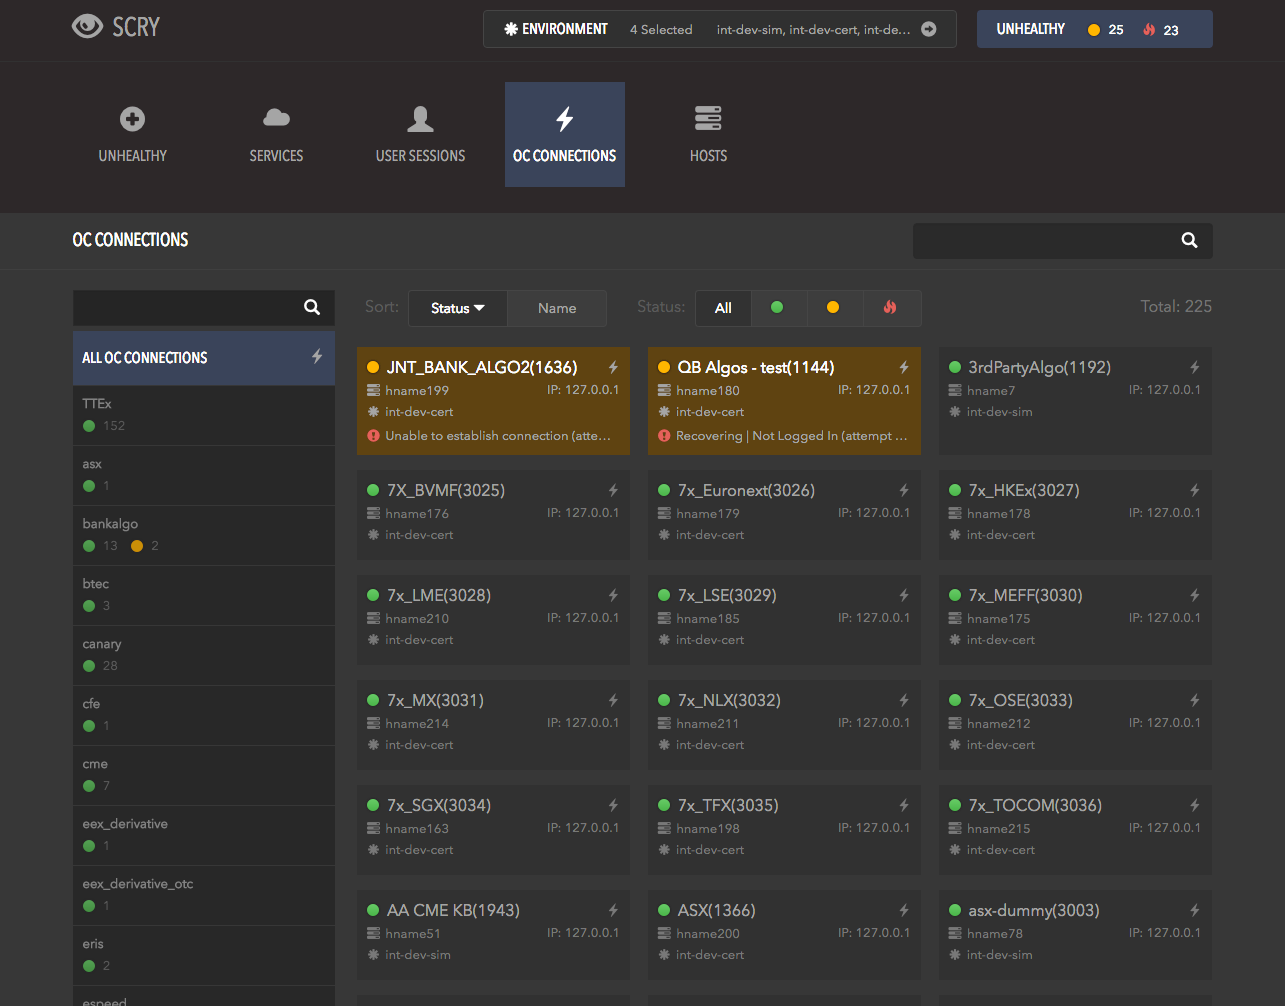 SCRY
ENVIRONMENT 4 Selected int-dev-sim, int-dev-cert, int-de...
UNHEALTHY 25 23
UNHEALTHY
SERVICES
USER SESSIONS
OC CONNECTIONS
HOSTS
OC CONNECTIONS
Sort: Status Name Status: All Total: 225
ALL OC CONNECTIONS
TTEx
152
asx
1
bankalgo
13 2
btec
3
canary
28
cfe
1
cme
7
eex_derivative
1
eex_derivative_otc
1
eris
2
espeed
JNT_BANK_ALGO2(1636)
hname199 IP: 127.0.0.1
int-dev-cert
Unable to establish connection (atte...
QB Algos - test(1144)
hname180 IP: 127.0.0.1
int-dev-cert
Recovering | Not Logged In (attempt ...
3rdPartyAlgo(1192)
hname7 IP: 127.0.0.1
int-dev-sim
7X_BVMF(3025)
hname176 IP: 127.0.0.1
int-dev-cert
7x_Euronext(3026)
hname179 IP: 127.0.0.1
int-dev-cert
7x_HKEx(3027)
hname178 IP: 127.0.0.1
int-dev-cert
7x_LME(3028)
hname210 IP: 127.0.0.1
int-dev-cert
7x_LSE(3029)
hname185 IP: 127.0.0.1
int-dev-cert
7x_MEFF(3030)
hname175 IP: 127.0.0.1
int-dev-cert
7x_MX(3031)
hname214 IP: 127.0.0.1
int-dev-cert
7x_NLX(3032)
hname211 IP: 127.0.0.1
int-dev-cert
7x_OSE(3033)
hname212 IP: 127.0.0.1
int-dev-cert
7x_SGX(3034)
hname163 IP: 127.0.0.1
int-dev-cert
7x_TFX(3035)
hname198 IP: 127.0.0.1
int-dev-cert
7x_TOCOM(3036)
hname215 IP: 127.0.0.1
int-dev-cert
AA CME KB(1943)
hname51 IP: 127.0.0.1
int-dev-sim
ASX(1366)
hname200 IP: 127.0.0.1
int-dev-cert
asx-dummy(3003)
hname78 IP: 127.0.0.1
int-dev-sim